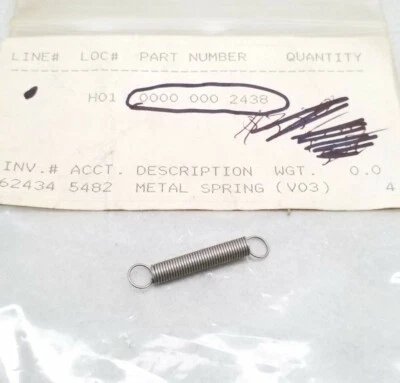 LINE# LOC# PART NUMBER QUANTITY
H01 0000 000 2438
INV.# ACCT. DESCRIPTION WGT. 0.0
62434 5482 METAL SPRING (V03) 4